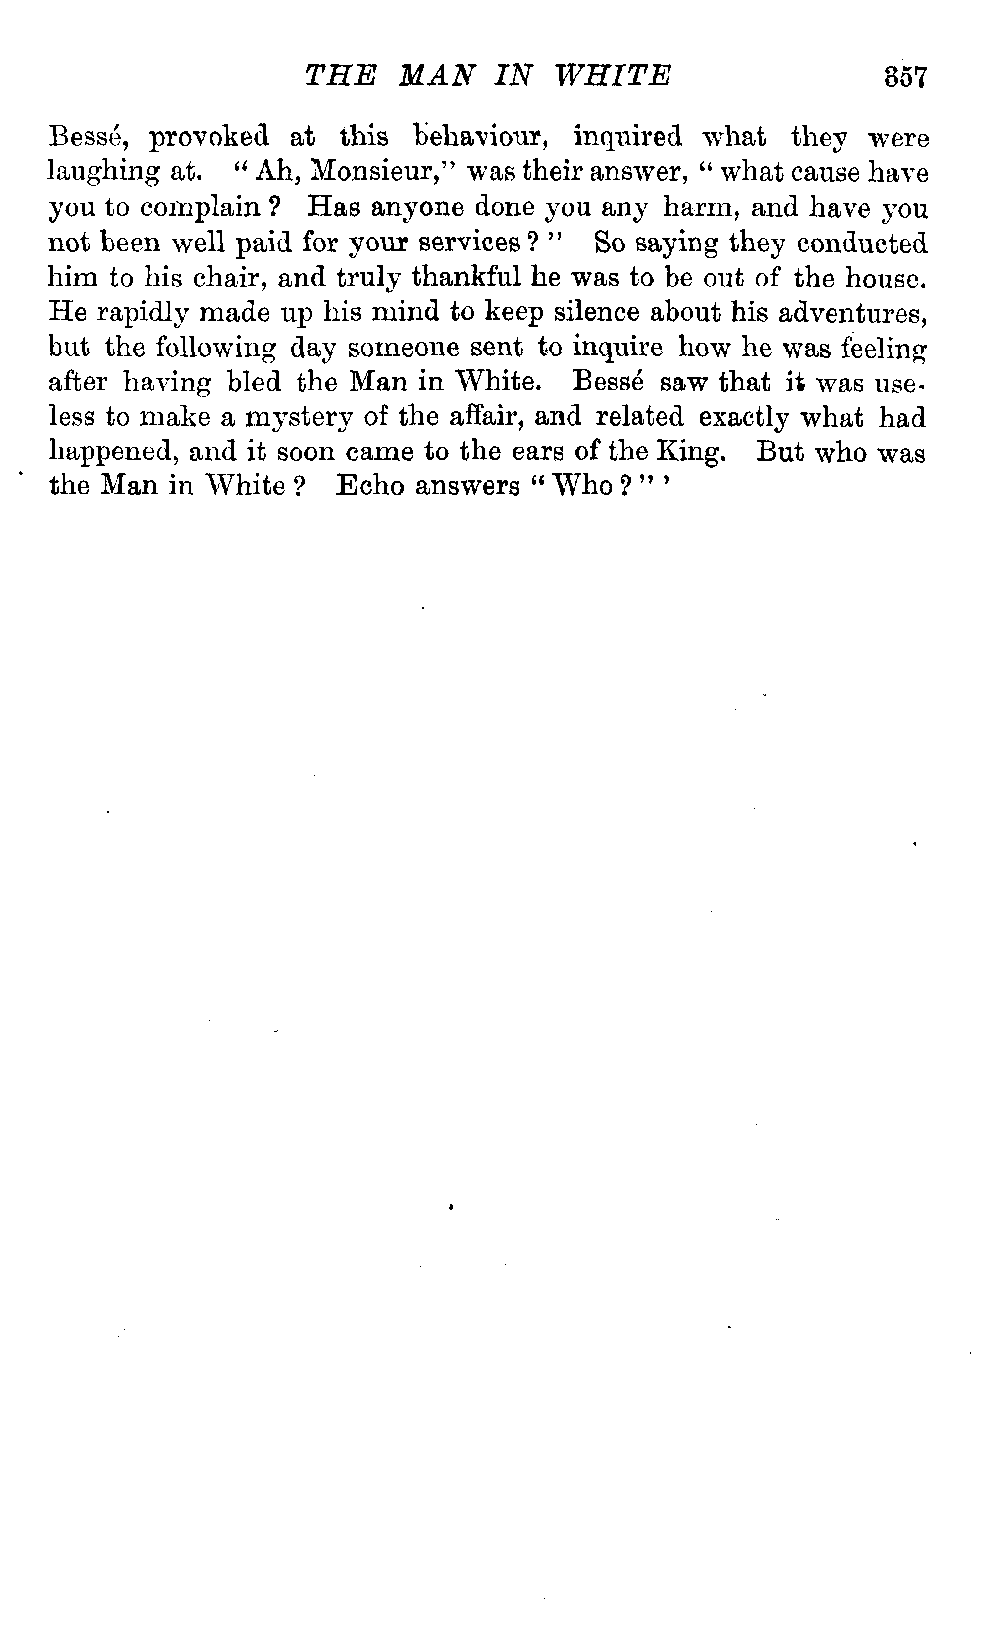 THE MAN IN WHITE 357
Bessé, provoked at this behaviour, inquired what they were
laughing at. “ Ah, Monsieur,” was their answer, “ what cause have
you to complain ? Has anyone done you any harm, and have you
not been well paid for your services ? ” So saying they conducted
him to his chair, and truly thankful he was to be out of the house.
He rapidly made up his mind to keep silence about his adventures,
but the following day someone sent to inquire how he was feeling
after having bled the Man in White. Bessé saw that it was use-
less to make a mystery of the affair, and related exactly what had
happened, and it soon came to the ears of the King. But who was
the Man in White ? Echo answers “ Who ? ” ’